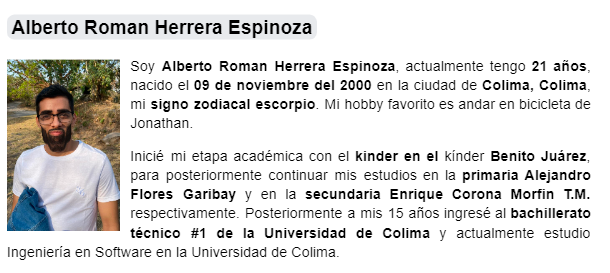 Alberto Roman Herrera Espinoza
Soy Alberto Roman Herrera Espinoza, actualmente tengo 21 años,
nacido el 09 de noviembre del 2000 en la ciudad de Colima, Colima,
mi signo zodiacal escorpio. Mi hobby favorito es andar en bicicleta de
Jonathan.
Inicié mi etapa académica con el kinder en el kínder Benito Juárez,
para posteriormente continuar mis estudios en la primaria Alejandro
Flores Garibay y en la secundaria Enrique Corona Morfin T.M.
respectivamente. Posteriormente a mis 15 años ingresé al bachillerato
técnico #1 de la Universidad de Colima y actualmente estudio
Ingeniería en Software en la Universidad de Colima.